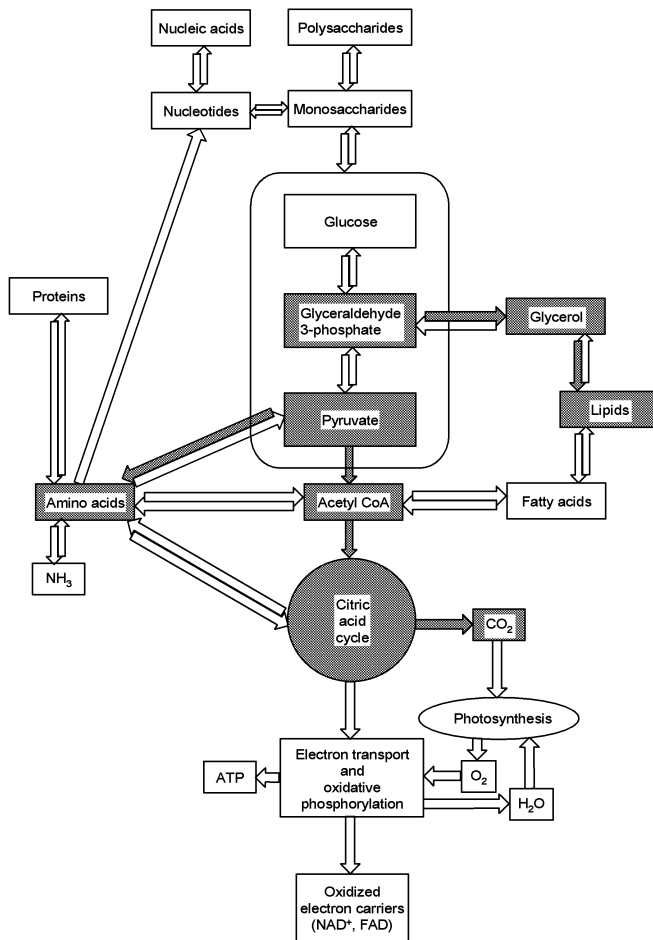 Nucleic acids
Polysaccharides
Nucleotides
Monosaccharides
Glucose
Proteins
Glyceraldehyde
3-phosphate
Glycerol
Pyruvate
Lipids
Amino acids
Acetyl CoA
Fatty acids
NH₃
Citric
acid
cycle
CO₂
Photosynthesis
Electron transport
and
oxidative
phosphorylation
ATP
O₂
H₂O
Oxidized
electron carriers
(NAD⁺, FAD)